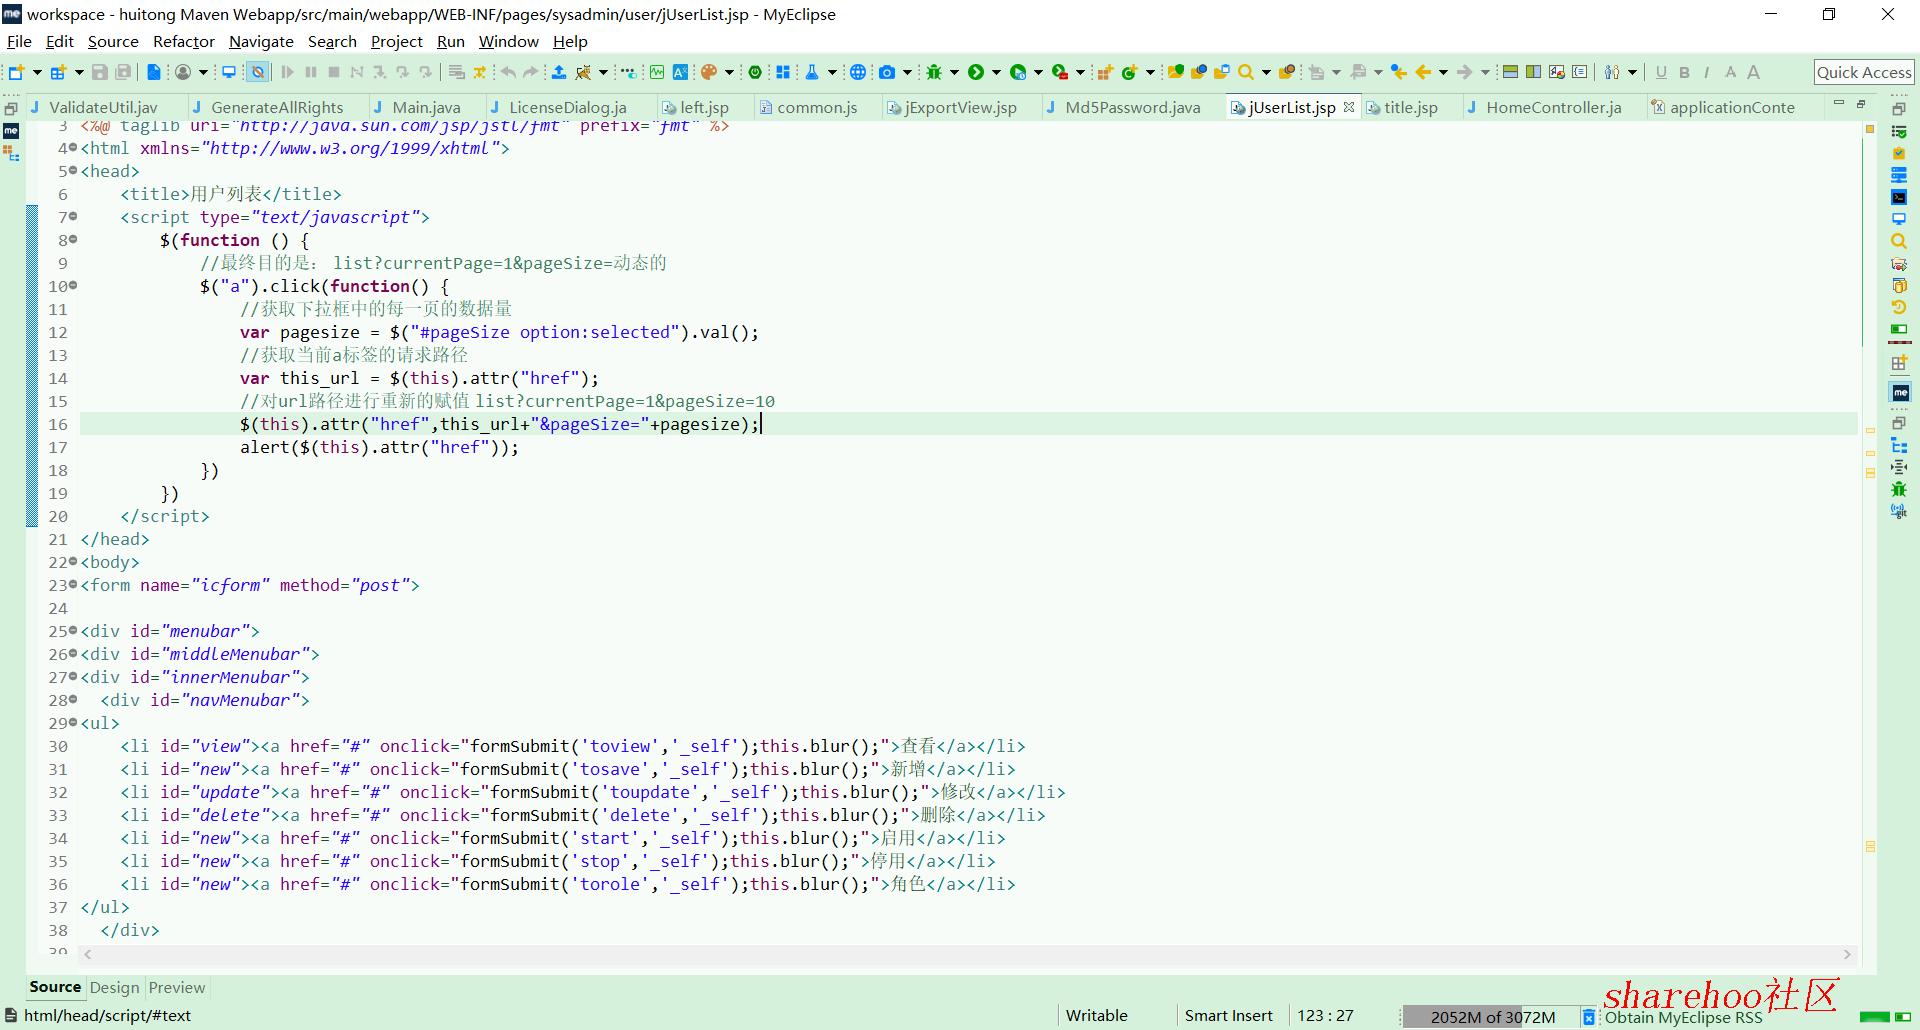 workspace - huitong Maven Webapp/src/main/webapp/WEB-INF/pages/sysadmin/user/jUserList.jsp - MyEclipse
File Edit Source Refactor Navigate Search Project Run Window Help
Quick Access
ValidateUtil.jav GenerateAllRights Main.java LicenseDialog.ja left.jsp common.js jExportView.jsp Md5Password.java jUserList.jsp title.jsp HomeController.ja applicationConte
3 <%@ taglib uri="http://java.sun.com/jsp/jstl/fmt" prefix="fmt" %>
4 <html xmlns="http://www.w3.org/1999/xhtml">
5 <head>
6 <title>用户列表</title>
7 <script type="text/javascript">
8 $(function () {
9 //最终目的是： list?currentPage=1&pageSize=动态的
10 $("a").click(function() {
11 //获取下拉框中的每一页的数据量
12 var pagesize = $("#pageSize option:selected").val();
13 //获取当前a标签的请求路径
14 var this_url = $(this).attr("href");
15 //对url路径进行重新的赋值 list?currentPage=1&pageSize=10
16 $(this).attr("href",this_url+"&pageSize="+pagesize);
17 alert($(this).attr("href"));
18 })
19 })
20 </script>
21 </head>
22 <body>
23 <form name="icform" method="post">
24
25 <div id="menubar">
26 <div id="middleMenubar">
27 <div id="innerMenubar">
28 <div id="navMenubar">
29 <ul>
30 <li id="view"><a href="#" onclick="formSubmit('toview','_self');this.blur();">查看</a></li>
31 <li id="new"><a href="#" onclick="formSubmit('tosave','_self');this.blur();">新增</a></li>
32 <li id="update"><a href="#" onclick="formSubmit('toupdate','_self');this.blur();">修改</a></li>
33 <li id="delete"><a href="#" onclick="formSubmit('delete','_self');this.blur();">删除</a></li>
34 <li id="new"><a href="#" onclick="formSubmit('start','_self');this.blur();">启用</a></li>
35 <li id="new"><a href="#" onclick="formSubmit('stop','_self');this.blur();">停用</a></li>
36 <li id="new"><a href="#" onclick="formSubmit('torole','_self');this.blur();">角色</a></li>
37 </ul>
38 </div>
39
Source Design Preview
sharehoo社区
html/head/script/#text Writable Smart Insert 123 : 27 2052M of 3072M Obtain MyEclipse RSS